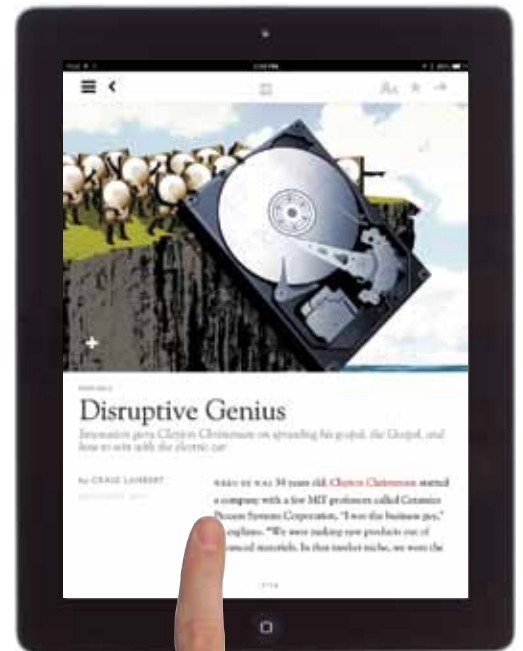 Aa
Disruptive Genius
Innovation guru Clayton Christensen on spreading his gospel, the Gospel, and
how to win with the electric car
by CRAIG LAMBERT
WHEN HE WAS 30 years old, Clayton Christensen started
a company with a few MIT professors called Ceramics
Process Systems Corporation. "I was the business guy,"
explains. "We were making new products out of
advanced materials. In that market niche, we were the